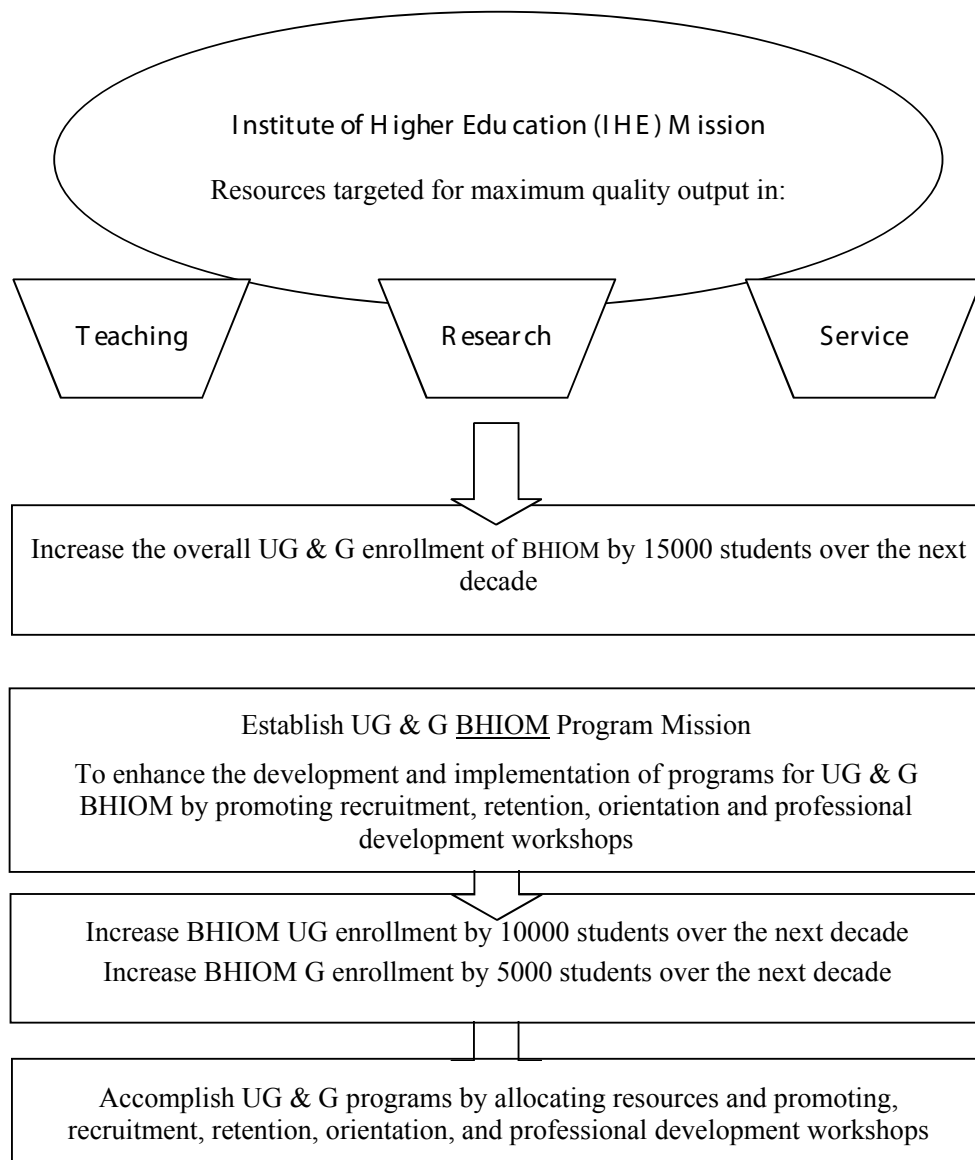 Institute of Higher Education (IHE) Mission
Resources targeted for maximum quality output in:
Teaching
Research
Service
Increase the overall UG & G enrollment of BHIOM by 15000 students over the next
decade
Establish UG & G BHIOM Program Mission
To enhance the development and implementation of programs for UG & G
BHIOM by promoting recruitment, retention, orientation and professional
development workshops
Increase BHIOM UG enrollment by 10000 students over the next decade
Increase BHIOM G enrollment by 5000 students over the next decade
Accomplish UG & G programs by allocating resources and promoting,
recruitment, retention, orientation, and professional development workshops